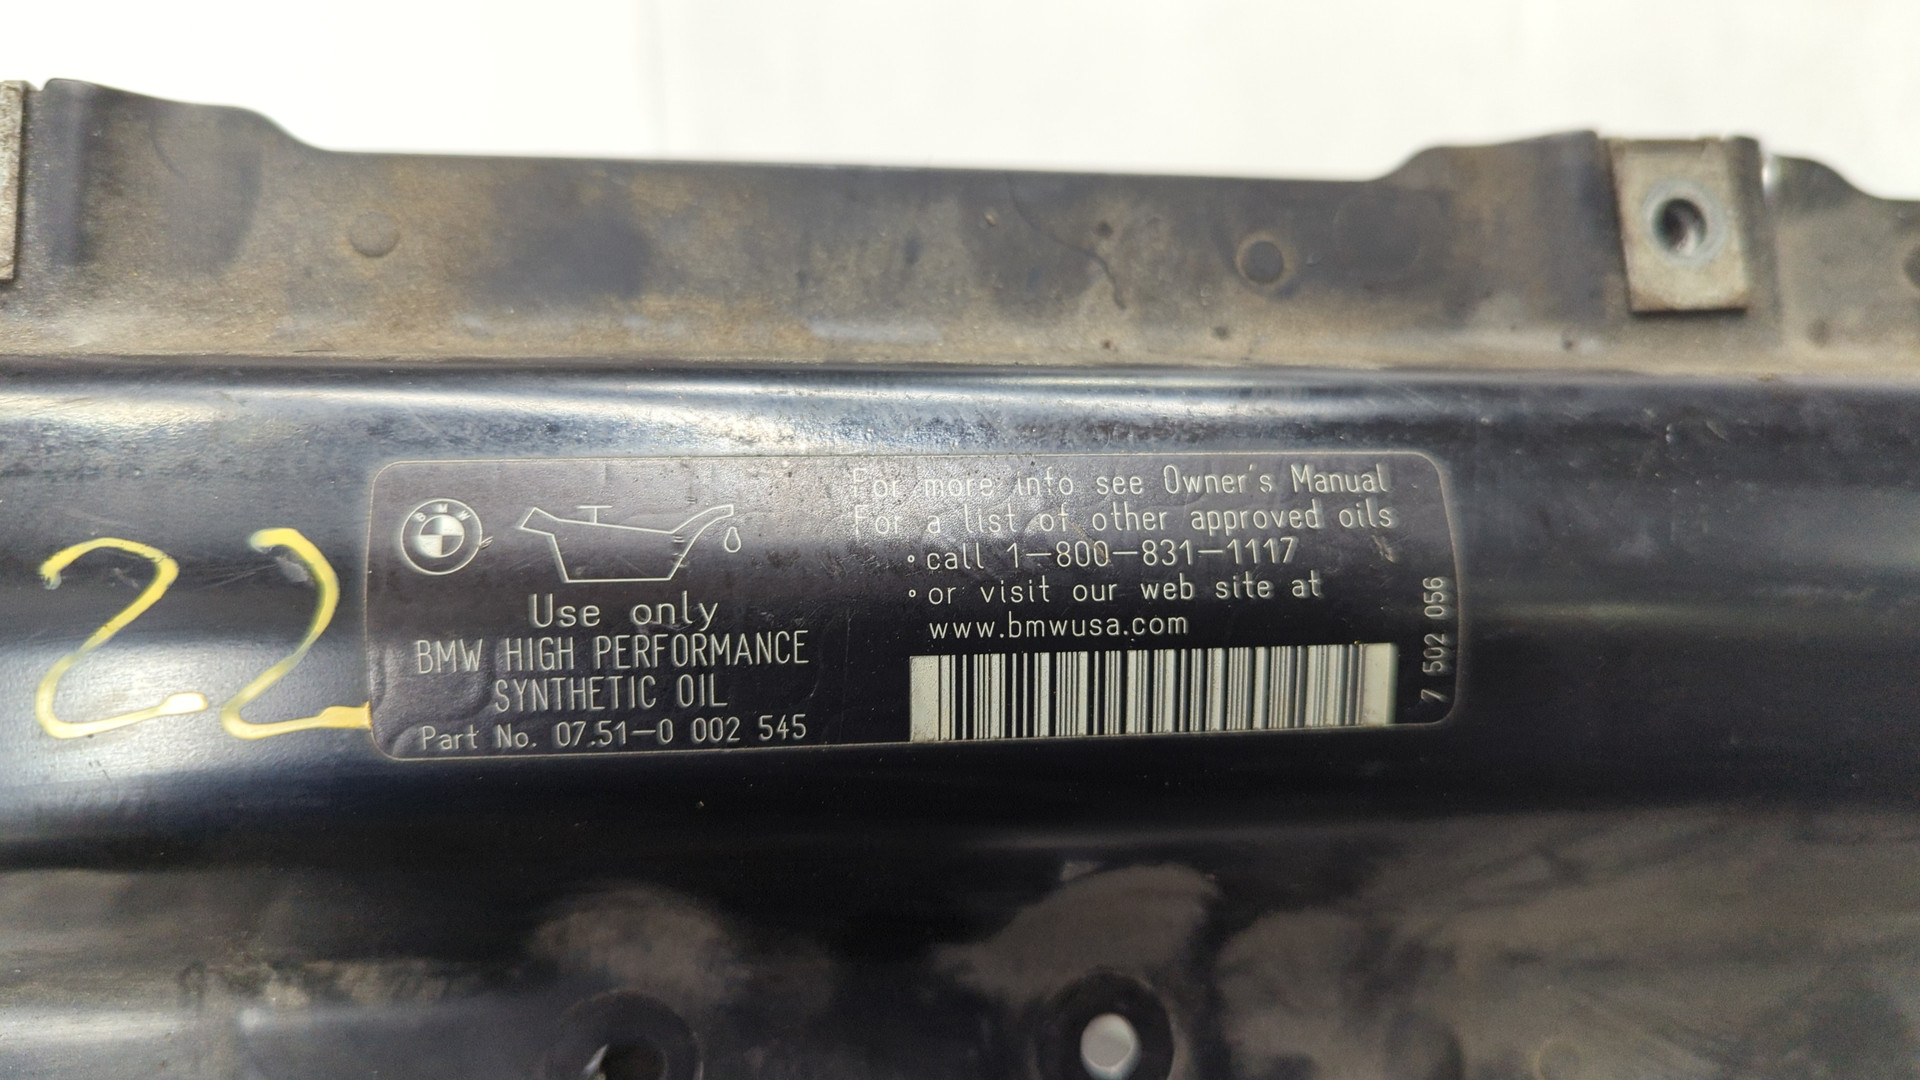 22
BMW
Use only
BMW HIGH PERFORMANCE
SYNTHETIC OIL
Part No. 07.51-0 002 545
For more info see Owner's Manual
For a list of other approved oils
• call 1-800-831-1117
• or visit our web site at
www.bmwusa.com
7 502 056